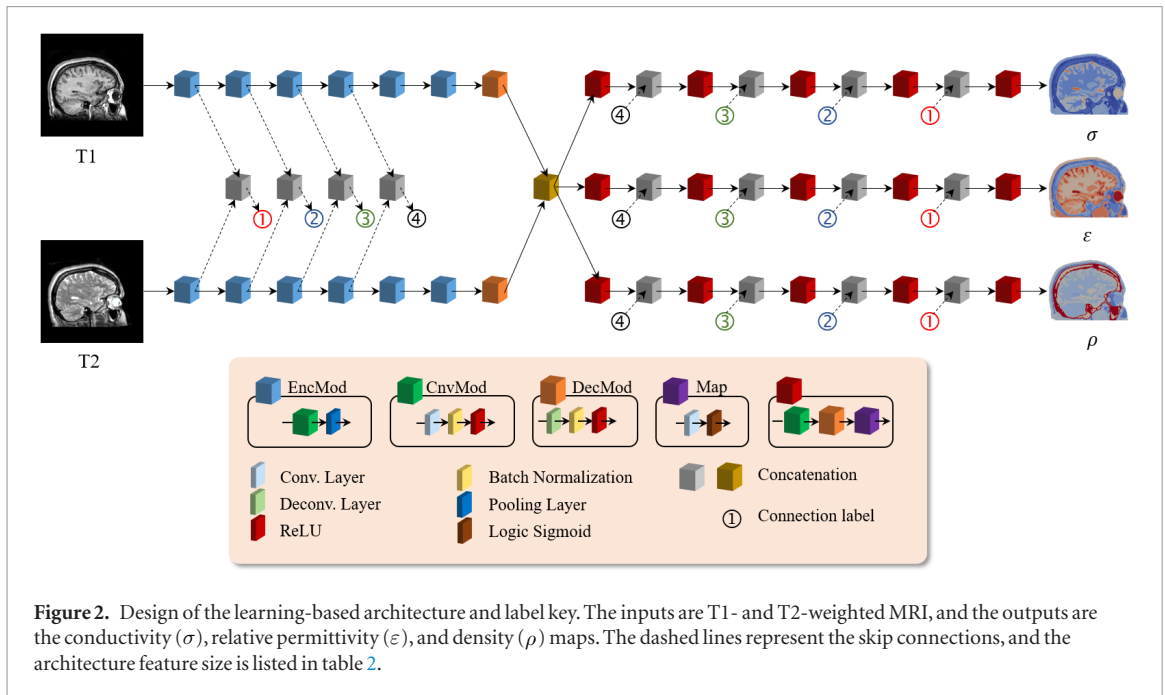 T1
T2
① ② ③ ④
④ ③ ② ① σ
④ ③ ② ① ε
④ ③ ② ① ρ
EncMod CnvMod DecMod Map
Conv. Layer Batch Normalization Concatenation
Deconv. Layer Pooling Layer ① Connection label
ReLU Logic Sigmoid
Figure 2. Design of the learning-based architecture and label key. The inputs are T1- and T2-weighted MRI, and the outputs are
the conductivity (σ), relative permittivity (ε), and density (ρ) maps. The dashed lines represent the skip connections, and the
architecture feature size is listed in table 2.